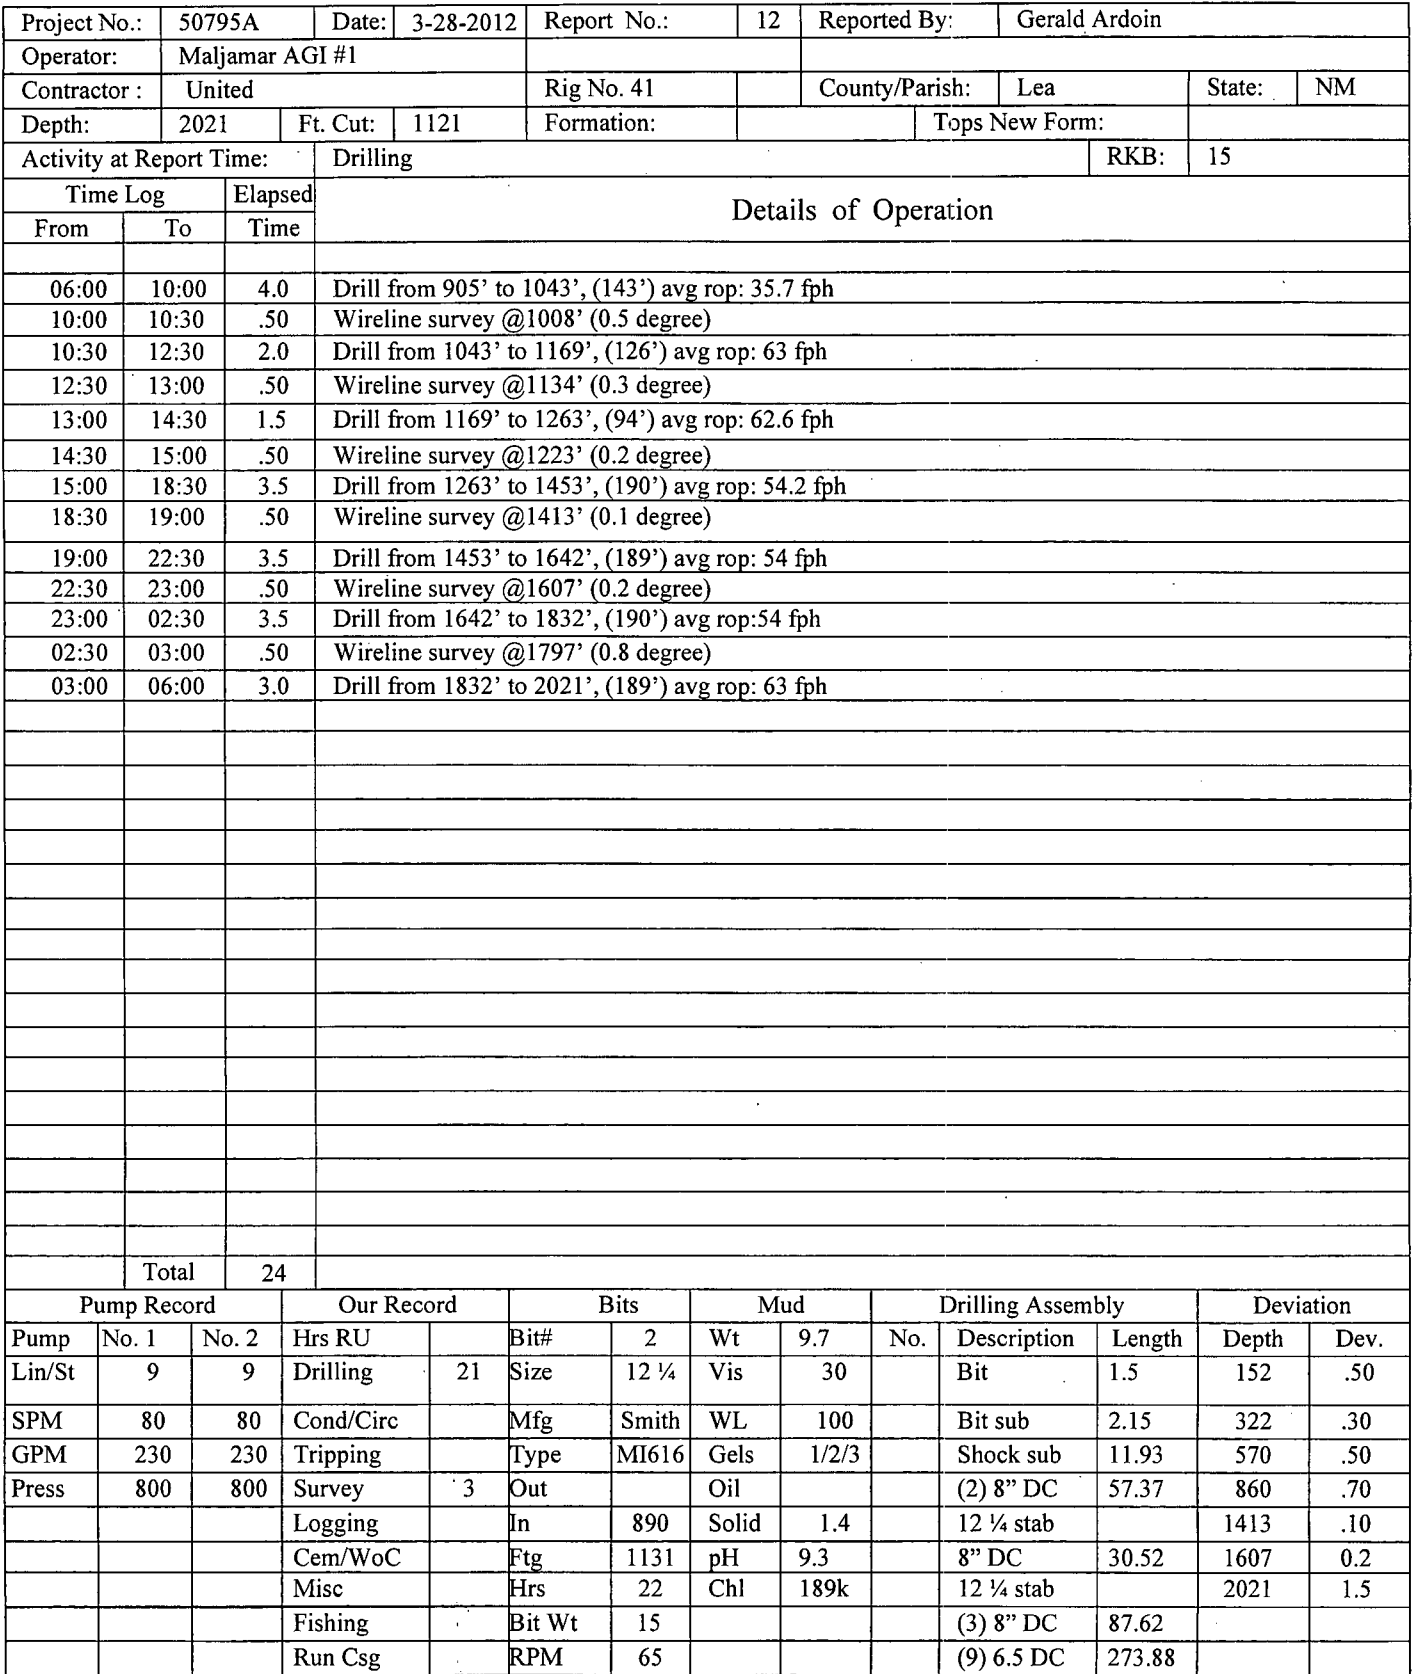 Project No.: 50795A Date: 3-28-2012 Report No.: 12 Reported By: Gerald Ardoin
Operator: Maljamar AGI #1
Contractor : United Rig No. 41 County/Parish: Lea State: NM
Depth: 2021 Ft. Cut: 1121 Formation: Tops New Form:
Activity at Report Time: Drilling RKB: 15
Time Log Elapsed Details of Operation
From To Time
06:00 10:00 4.0 Drill from 905’ to 1043’, (143’) avg rop: 35.7 fph
10:00 10:30 .50 Wireline survey @1008’ (0.5 degree)
10:30 12:30 2.0 Drill from 1043’ to 1169’, (126’) avg rop: 63 fph
12:30 13:00 .50 Wireline survey @1134’ (0.3 degree)
13:00 14:30 1.5 Drill from 1169’ to 1263’, (94’) avg rop: 62.6 fph
14:30 15:00 .50 Wireline survey @1223’ (0.2 degree)
15:00 18:30 3.5 Drill from 1263’ to 1453’, (190’) avg rop: 54.2 fph
18:30 19:00 .50 Wireline survey @1413’ (0.1 degree)
19:00 22:30 3.5 Drill from 1453’ to 1642’, (189’) avg rop: 54 fph
22:30 23:00 .50 Wireline survey @1607’ (0.2 degree)
23:00 02:30 3.5 Drill from 1642’ to 1832’, (190’) avg rop:54 fph
02:30 03:00 .50 Wireline survey @1797’ (0.8 degree)
03:00 06:00 3.0 Drill from 1832’ to 2021’, (189’) avg rop: 63 fph
Total 24
Pump Record Our Record Bits Mud Drilling Assembly Deviation
Pump No. 1 No. 2 Hrs RU Bit# 2 Wt 9.7 No. Description Length Depth Dev.
Lin/St 9 9 Drilling 21 Size 12 ¼ Vis 30 Bit 1.5 152 .50
SPM 80 80 Cond/Circ Mfg Smith WL 100 Bit sub 2.15 322 .30
GPM 230 230 Tripping Type MI616 Gels 1/2/3 Shock sub 11.93 570 .50
Press 800 800 Survey 3 Out Oil (2) 8” DC 57.37 860 .70
Logging In 890 Solid 1.4 12 ¼ stab 1413 .10
Cem/WoC Ftg 1131 pH 9.3 8” DC 30.52 1607 0.2
Misc Hrs 22 Chl 189k 12 ¼ stab 2021 1.5
Fishing Bit Wt 15 (3) 8” DC 87.62
Run Csg RPM 65 (9) 6.5 DC 273.88